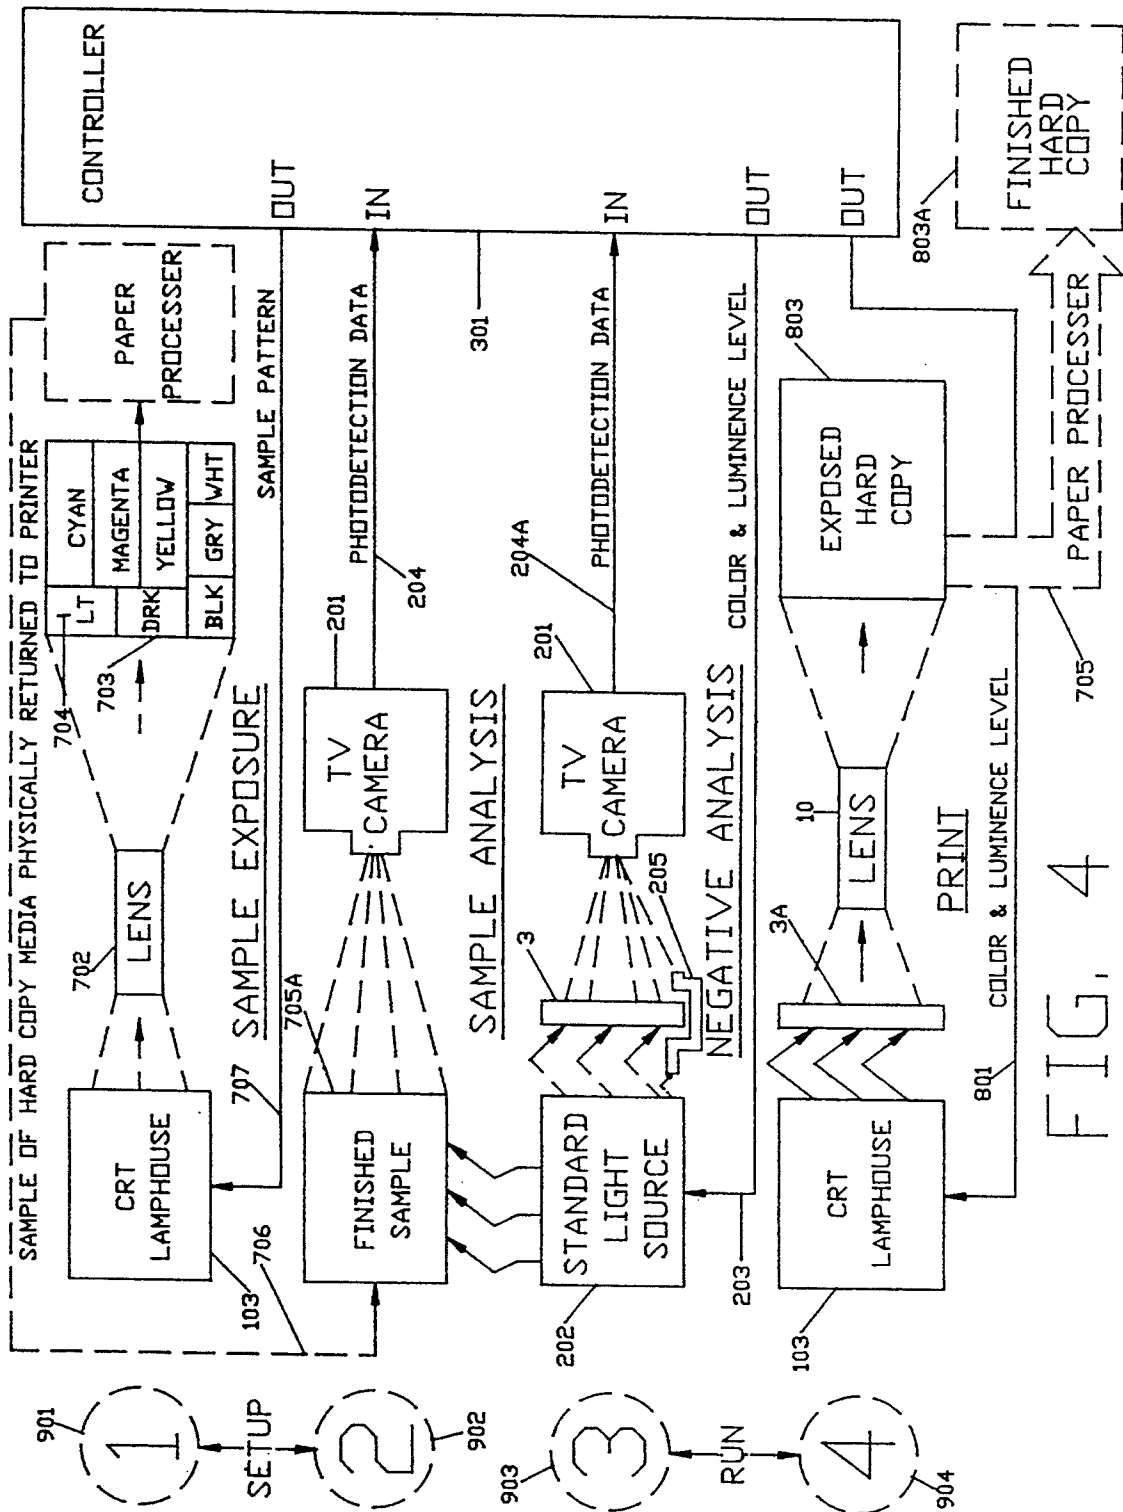 SAMPLE OF HARD COPY MEDIA PHYSICALLY RETURNED TO PRINTER
901
1
SETUP
2
902
706
103
CRT
LAMPHOUSE
702
LENS
704
703
LT
DRK
CYAN
MAGENTA
YELLOW
BLK
GRY
WHT
PAPER
PROCESSER
CONTROLLER
707
SAMPLE EXPOSURE
SAMPLE PATTERN
OUT
FINISHED
SAMPLE
705A
TV
CAMERA
201
204
PHOTODETECTION DATA
IN
SAMPLE ANALYSIS
301
903
3
RUN
4
904
202
STANDARD
LIGHT
SOURCE
3
205
TV
CAMERA
201
204A
PHOTODETECTION DATA
IN
NEGATIVE ANALYSIS
203
COLOR & LUMINENCE LEVEL
OUT
103
CRT
LAMPHOUSE
3A
LENS
10
EXPOSED
HARD
COPY
803
OUT
PRINT
801
COLOR & LUMINENCE LEVEL
705
PAPER PROCESSER
803A
FINISHED
HARD
COPY
FIG. 4